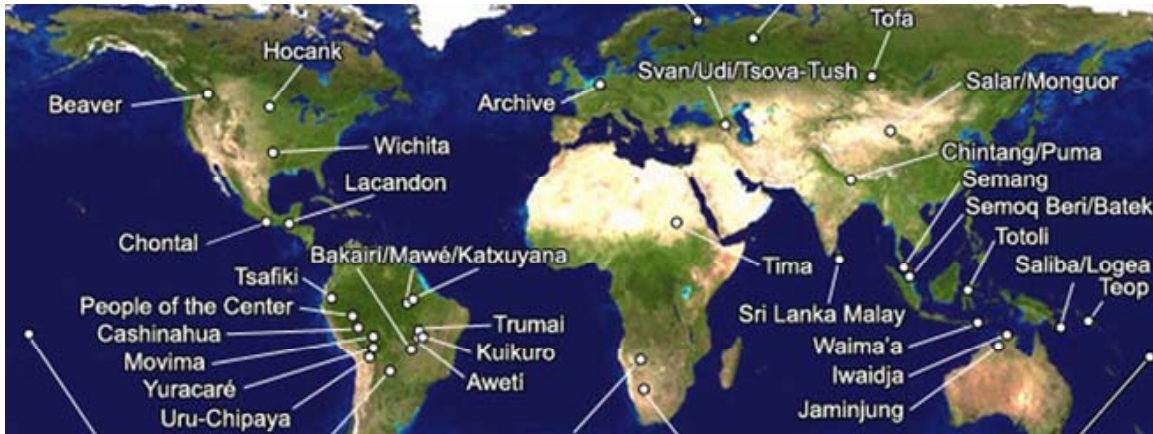 Tofa
Hocank
Svan/Udi/Tsova-Tush
Salar/Monguor
Beaver
Archive
Wichita
Chintang/Puma
Lacandon
Semang
Semoq Beri/Batek
Chontal
Totoli
Bakairí/Mawé/Katxuyana
Tima
Saliba/Logea
Tsafiki
Teop
People of the Center
Sri Lanka Malay
Cashinahua
Trumai
Waima'a
Movima
Kuikuro
Iwaidja
Yuracaré
Aweti
Jaminjung
Uru-Chipaya